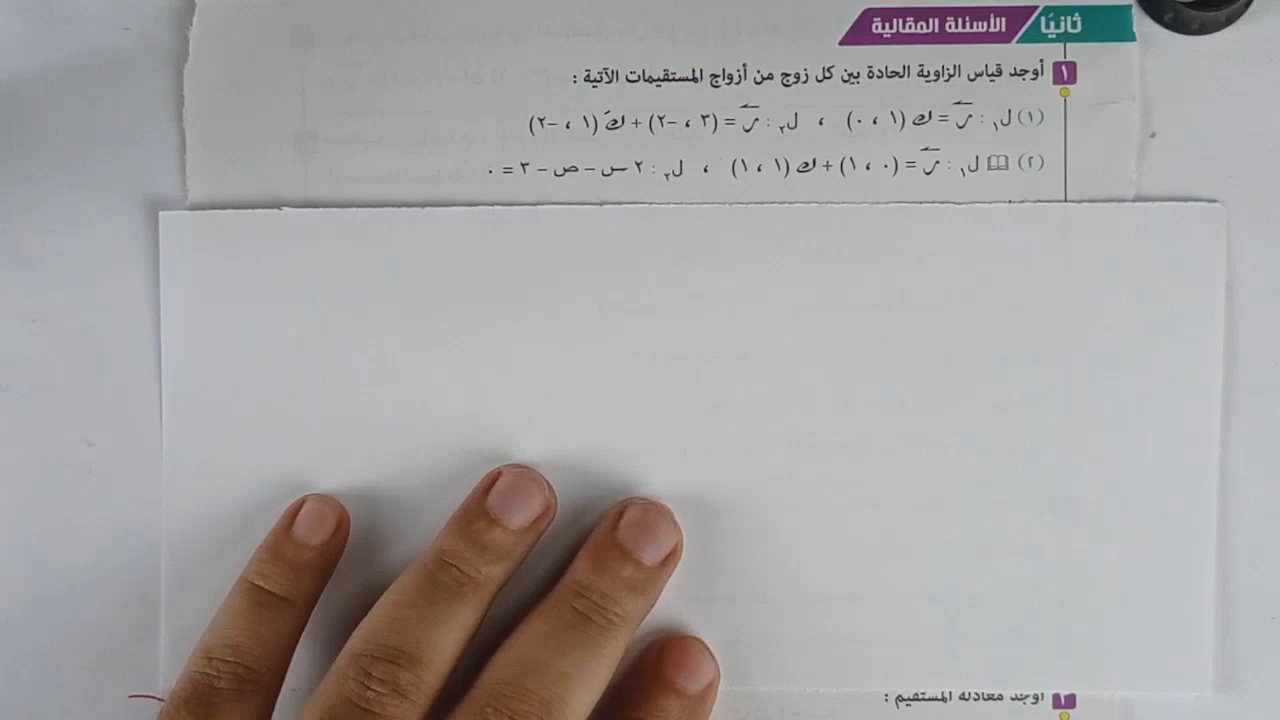 ثانيًا الأسئلة المقالية
١ أوجد قياس الزاوية الحادة بين كل زوج من أزواج المستقيمات الآتية :
(١) ل١ : س⃗ = ك (١ ، ٠) ، ل٢ : س⃗ = (٣ ، -٢) + كَ (١ ، -٢)
(٢) ل١ : س⃗ = (٠ ، ١) + ك (١ ، ١) ، ل٢ : ٢ س - ص - ٣ = ٠
٢ أوجد معادلة المستقيم :